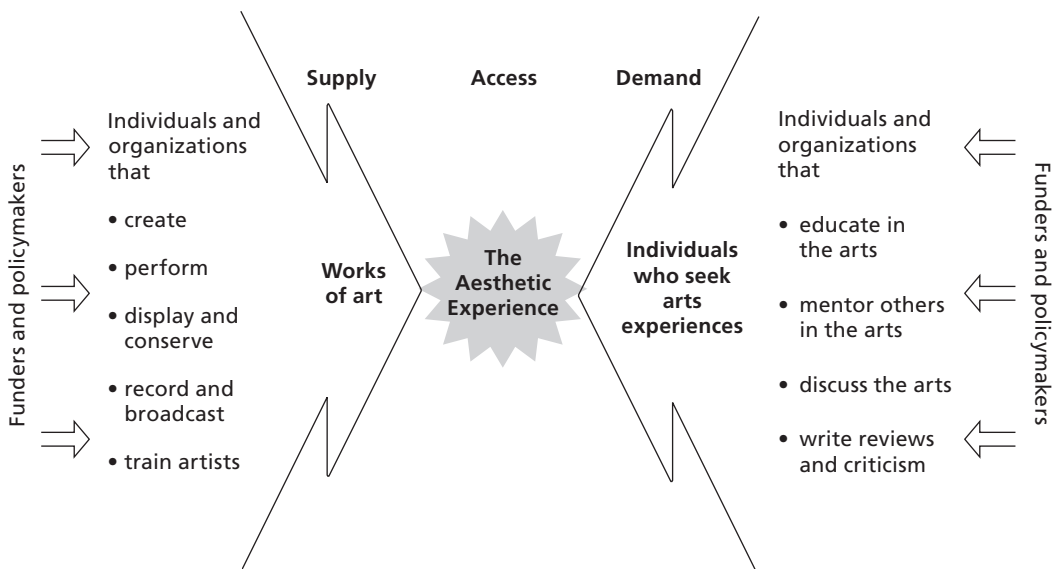 Supply
Access
Demand
Funders and policymakers
Individuals and
organizations
that
• create
• perform
• display and
conserve
• record and
broadcast
• train artists
Works
of art
The
Aesthetic
Experience
Individuals
who seek
arts
experiences
Individuals and
organizations
that
• educate in
the arts
• mentor others
in the arts
• discuss the arts
• write reviews
and criticism
Funders and policymakers